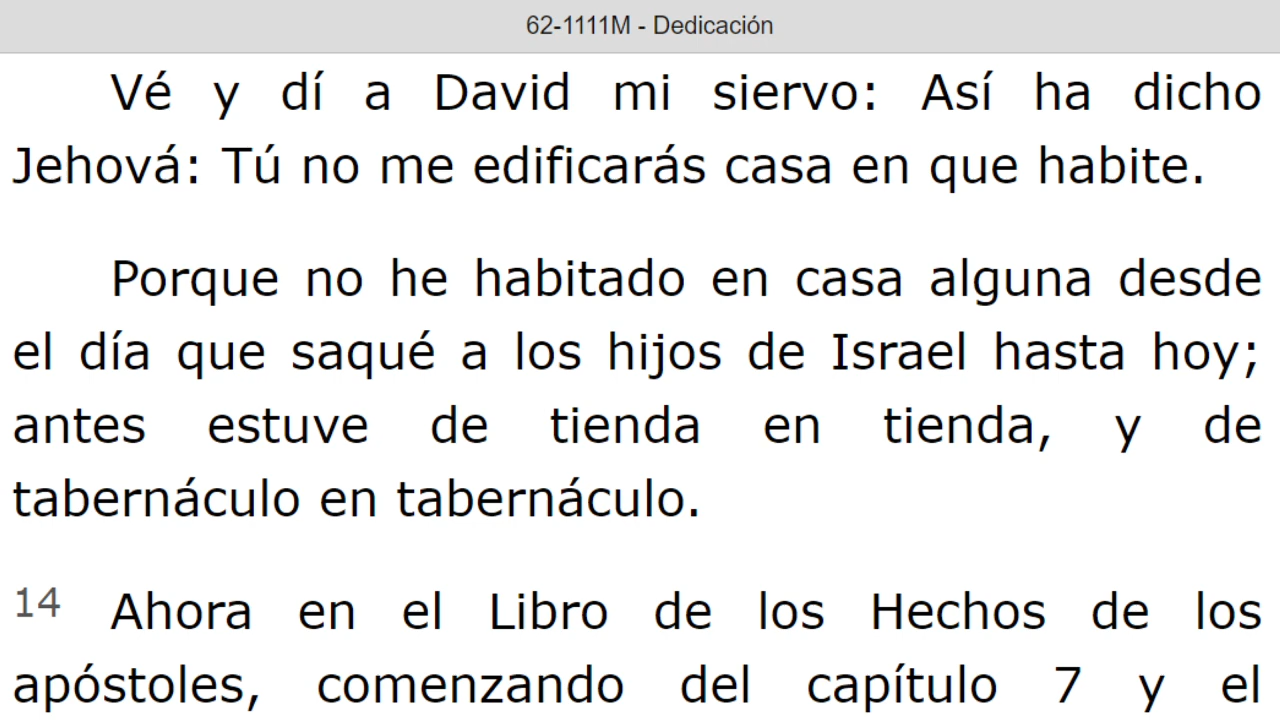 62-1111M - Dedicación
Vé y dí a David mi siervo: Así ha dicho
Jehová: Tú no me edificarás casa en que habite.
Porque no he habitado en casa alguna desde
el día que saqué a los hijos de Israel hasta hoy;
antes estuve de tienda en tienda, y de
tabernáculo en tabernáculo.
14 Ahora en el Libro de los Hechos de los
apóstoles, comenzando del capítulo 7 y el